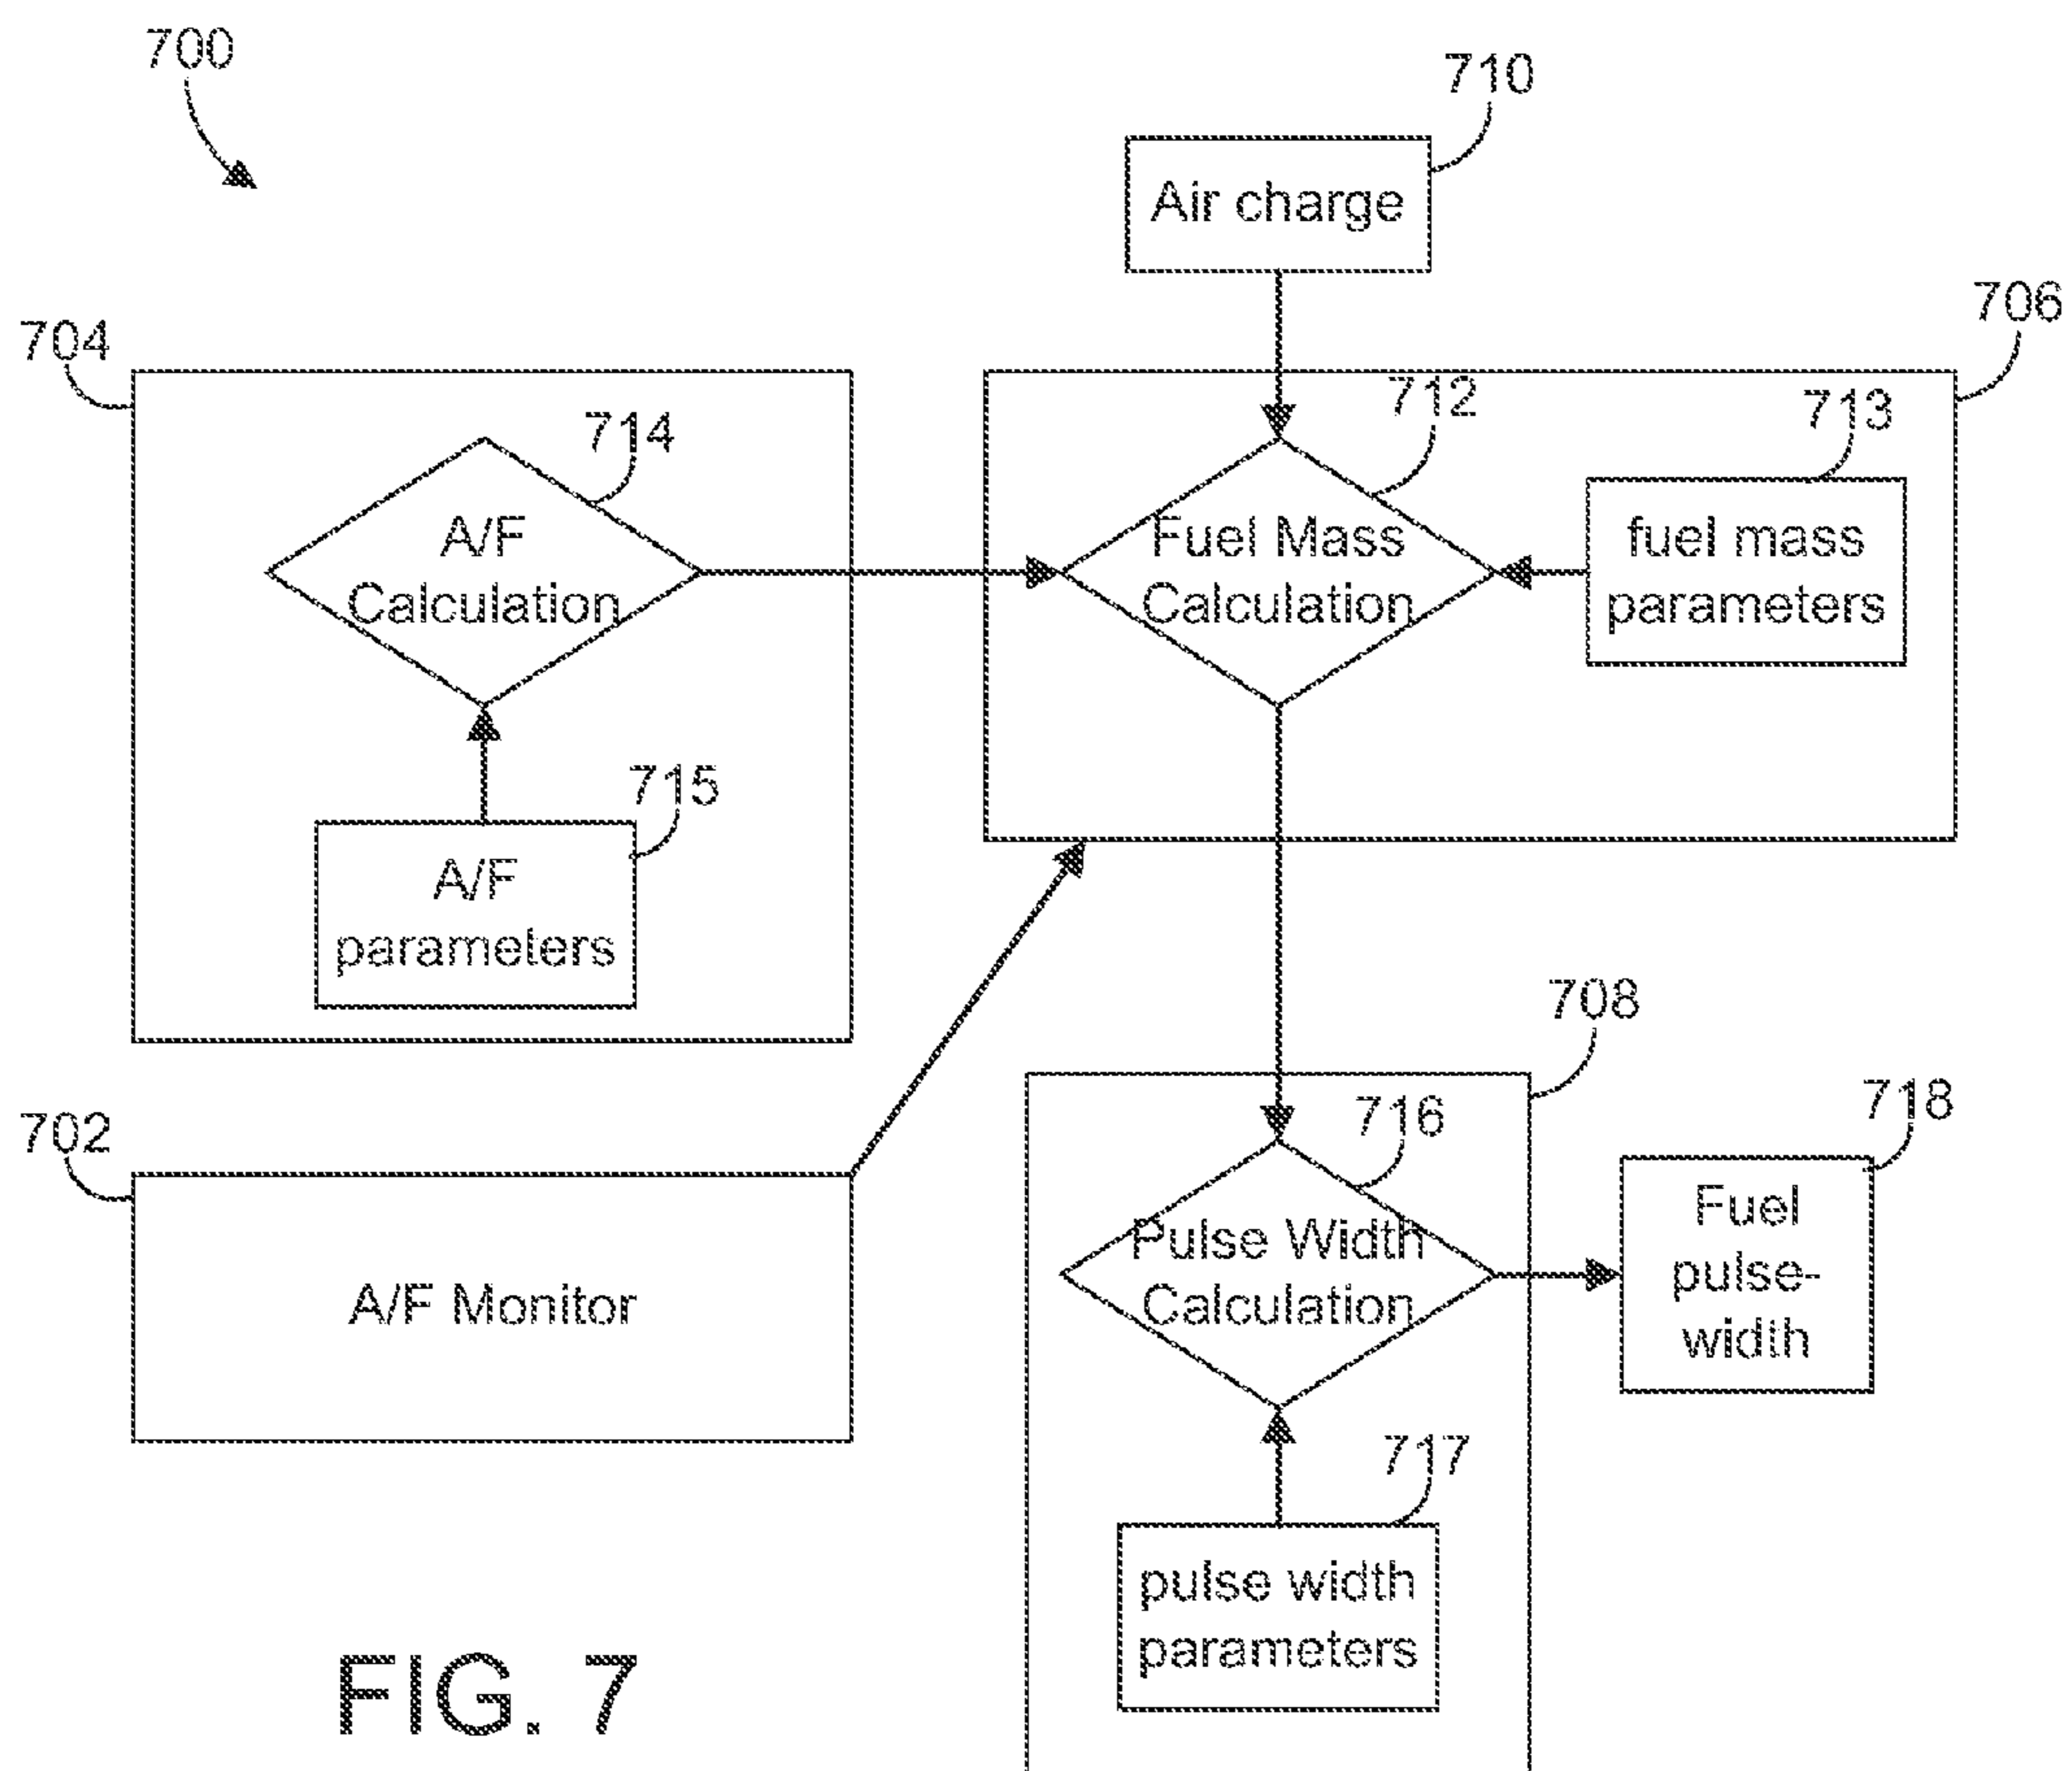 700
710
Air charge
706
704
712
713
714
A/F
Calculation
Fuel Mass
Calculation
fuel mass
parameters
715
A/F
parameters
708
702
716
718
A/F Monitor
Pulse Width
Calculation
Fuel
pulse-
width
717
pulse width
parameters
FIG. 7